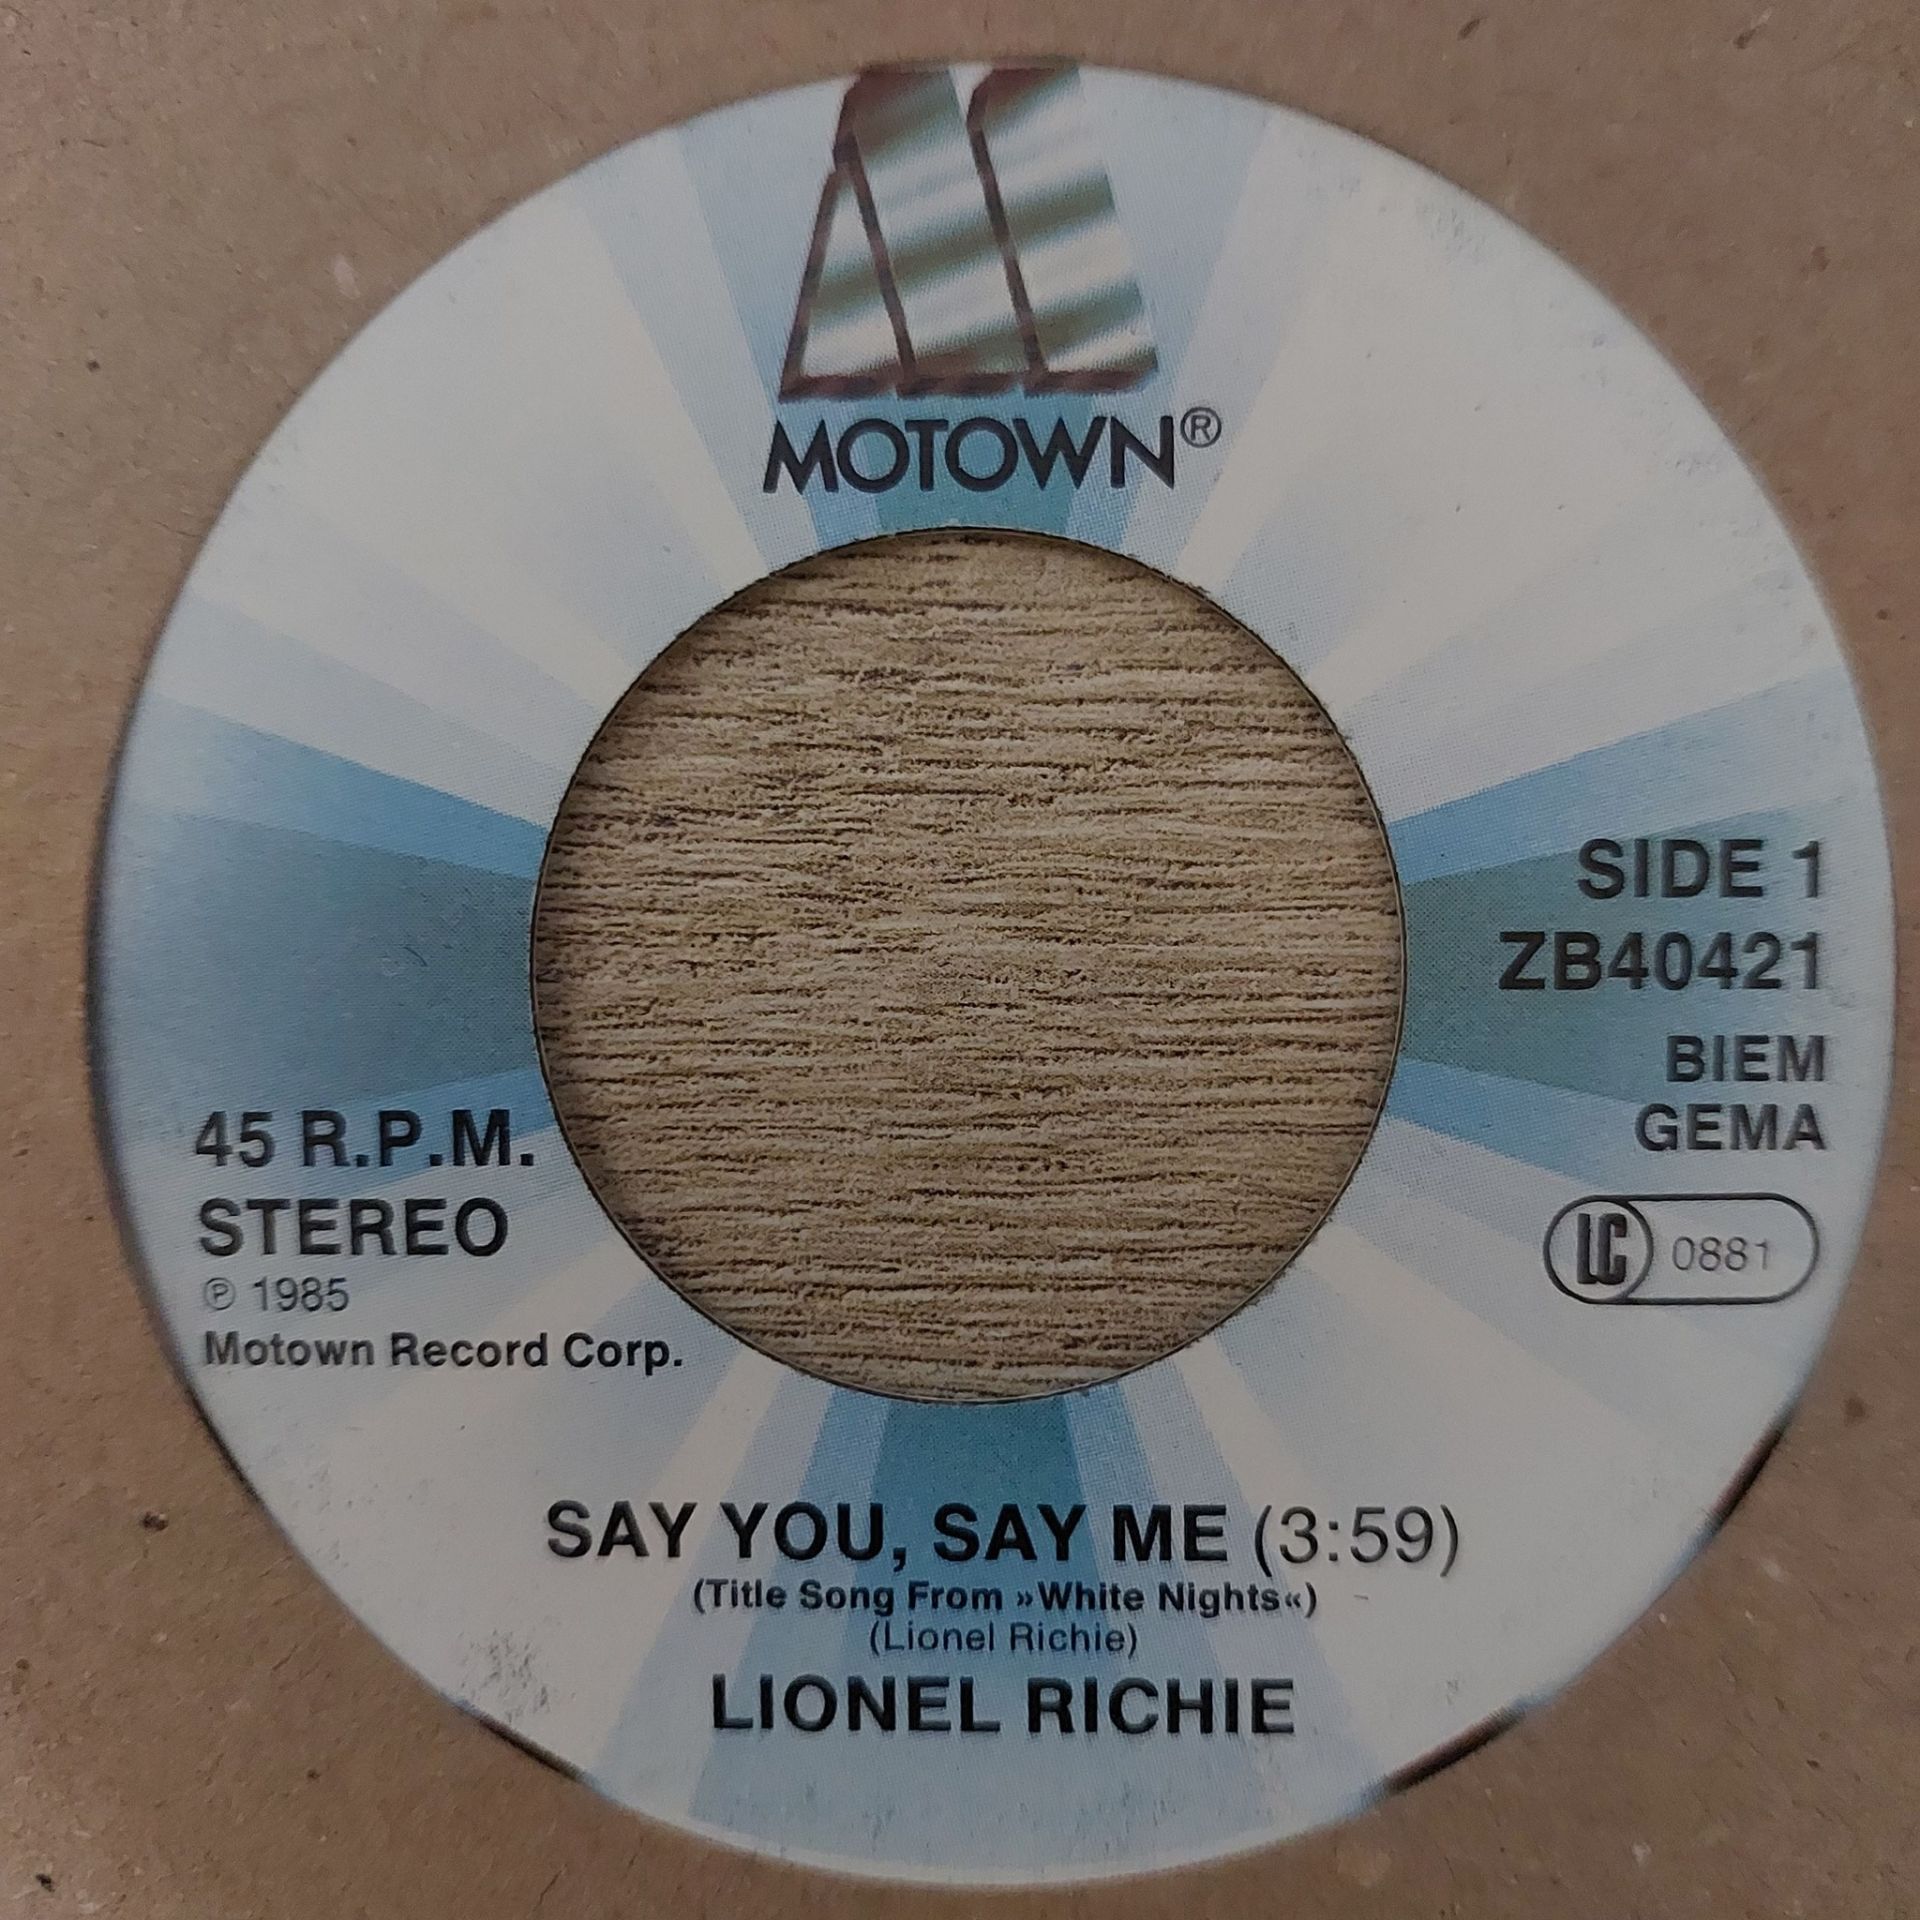 MOTOWN®
SIDE 1
ZB40421
BIEM
GEMA
LC 0881
45 R.P.M.
STEREO
℗ 1985
Motown Record Corp.
SAY YOU, SAY ME (3:59)
(Title Song From »White Nights«)
(Lionel Richie)
LIONEL RICHIE